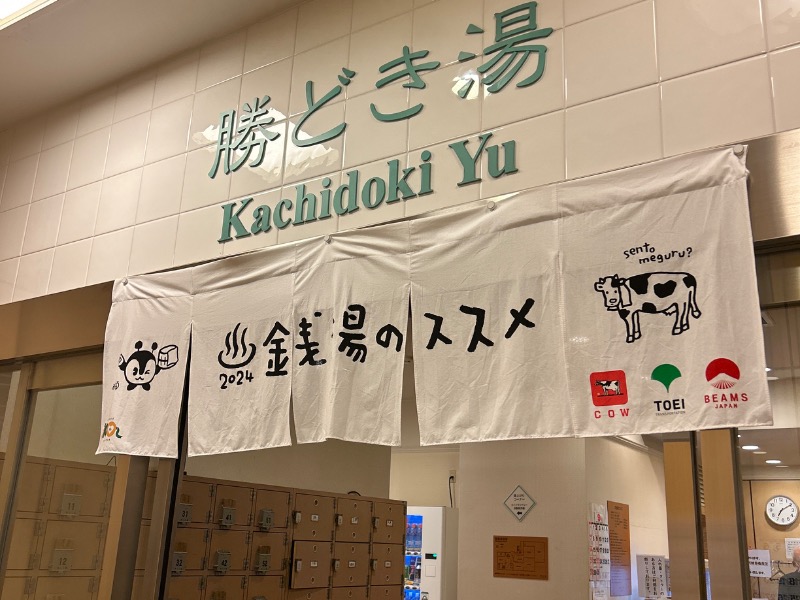 勝どき湯
Kachidoki Yu
sento
meguru?
♨銭湯のススメ
2024
COW
TOEI
BEAMS
JAPAN